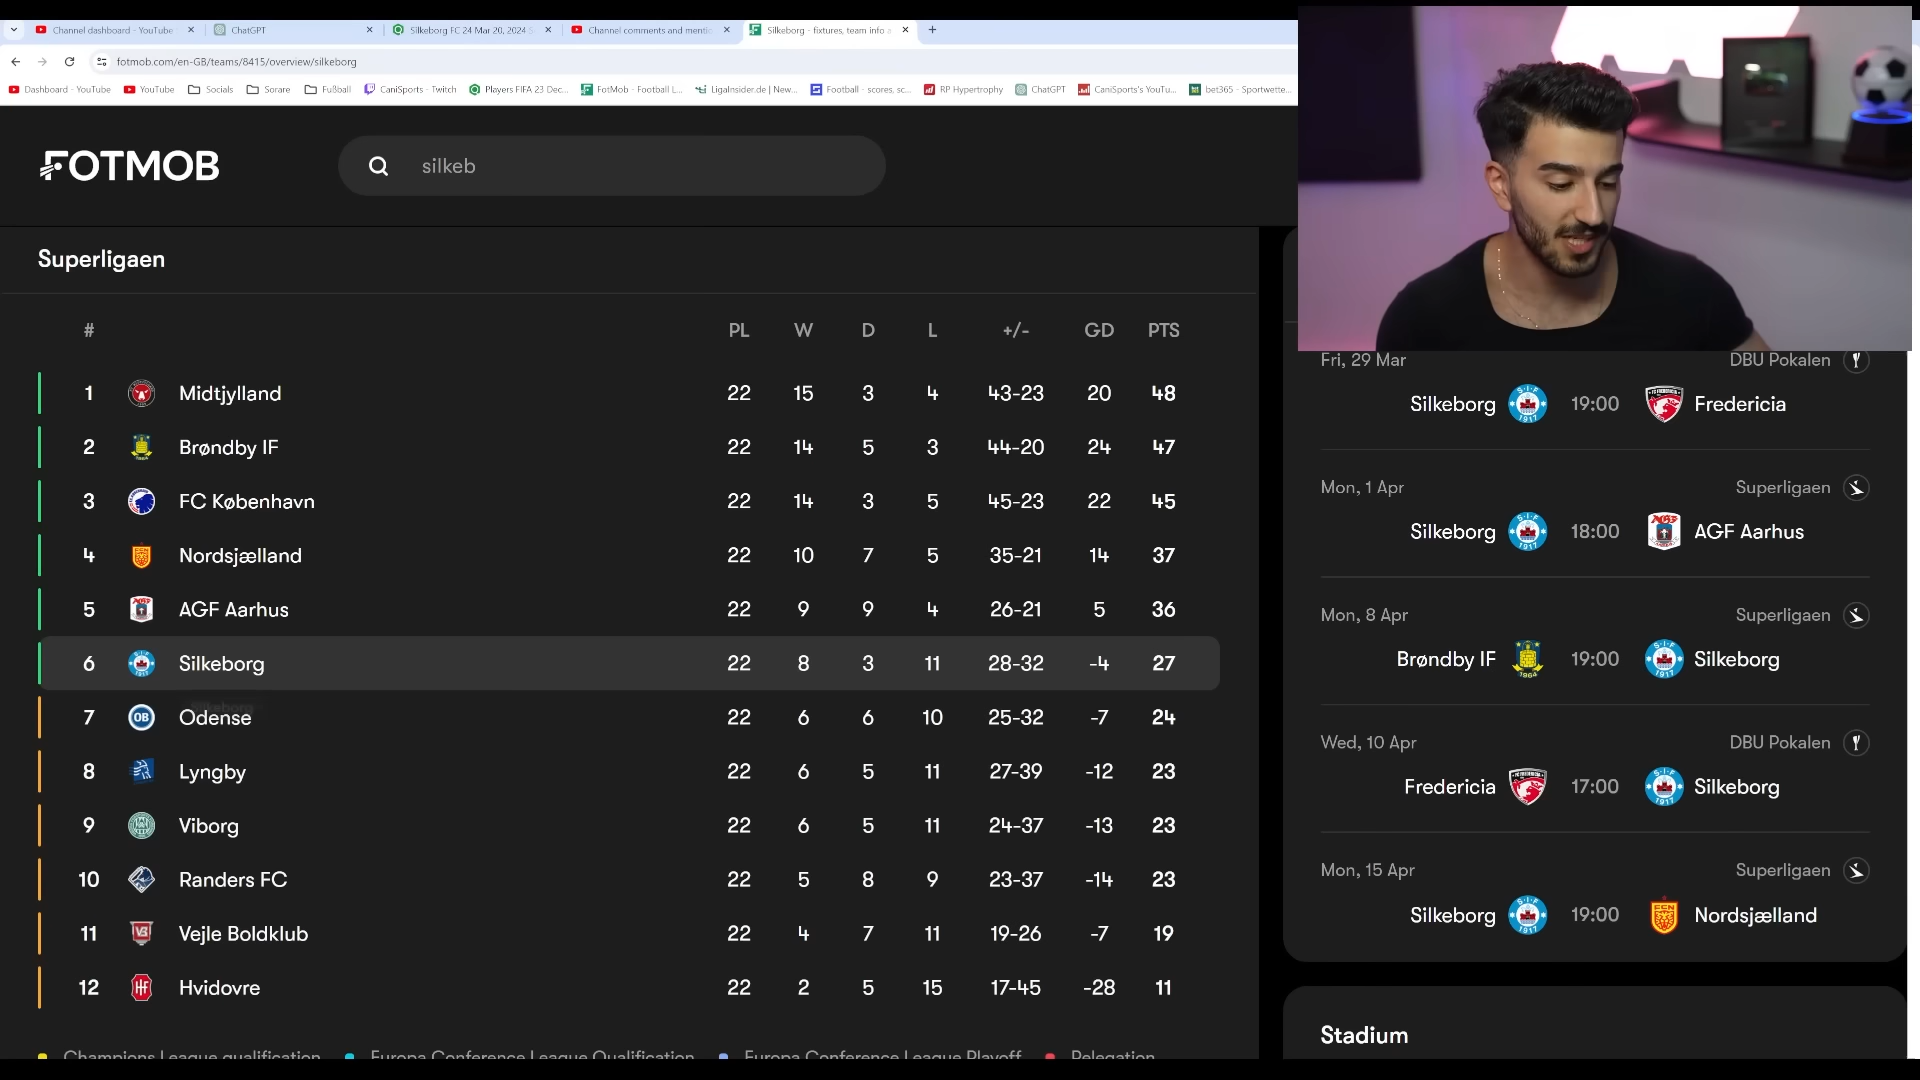 Channel dashboard - YouTube
ChatGPT
Silkeborg FC 24 Mar 20, 2024
Channel comments and mentic
Silkeborg - fixtures, team info a
fotmob.com/en-GB/teams/8415/overview/silkeborg
Dashboard - YouTube
YouTube
Socials
Sorare
Fußball
CaniSports - Twitch
Players FIFA 23 Dec...
FotMob - Football L...
LigaInsider.de | New...
Football - scores, sc...
RP Hypertrophy
ChatGPT
CaniSports's YouTu...
bet365 - Sportwette...
FOTMOB
silkeb
Superligaen
# PL W D L +/- GD PTS
1 Midtjylland 22 15 3 4 43-23 20 48
2 Brøndby IF 22 14 5 3 44-20 24 47
3 FC København 22 14 3 5 45-23 22 45
4 Nordsjælland 22 10 7 5 35-21 14 37
5 AGF Aarhus 22 9 9 4 26-21 5 36
6 Silkeborg 22 8 3 11 28-32 -4 27
7 Odense 22 6 6 10 25-32 -7 24
8 Lyngby 22 6 5 11 27-39 -12 23
9 Viborg 22 6 5 11 24-37 -13 23
10 Randers FC 22 5 8 9 23-37 -14 23
11 Vejle Boldklub 22 4 7 11 19-26 -7 19
12 Hvidovre 22 2 5 15 17-45 -28 11
Champions League qualification Europa Conference League Qualification Europa Conference League Playoff Relegation
Fri, 29 Mar DBU Pokalen
Silkeborg 19:00 Fredericia
Mon, 1 Apr Superligaen
Silkeborg 18:00 AGF Aarhus
Mon, 8 Apr Superligaen
Brøndby IF 19:00 Silkeborg
Wed, 10 Apr DBU Pokalen
Fredericia 17:00 Silkeborg
Mon, 15 Apr Superligaen
Silkeborg 19:00 Nordsjælland
Stadium